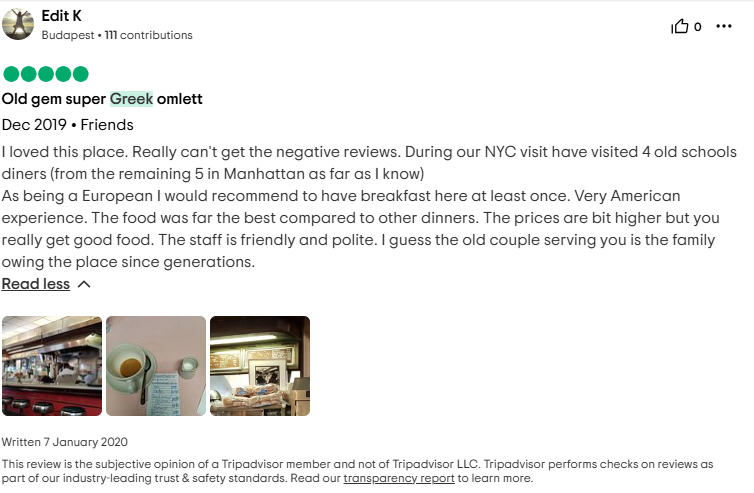 Edit K
Budapest • 111 contributions
0
Old gem super Greek omlett
Dec 2019 • Friends
I loved this place. Really can't get the negative reviews. During our NYC visit have visited 4 old schools
diners (from the remaining 5 in Manhattan as far as I know)
As being a European I would recommend to have breakfast here at least once. Very American
experience. The food was far the best compared to other dinners. The prices are bit higher but you
really get good food. The staff is friendly and polite. I guess the old couple serving you is the family
owing the place since generations.
Read less
Written 7 January 2020
This review is the subjective opinion of a Tripadvisor member and not of Tripadvisor LLC. Tripadvisor performs checks on reviews as
part of our industry-leading trust & safety standards. Read our transparency report to learn more.